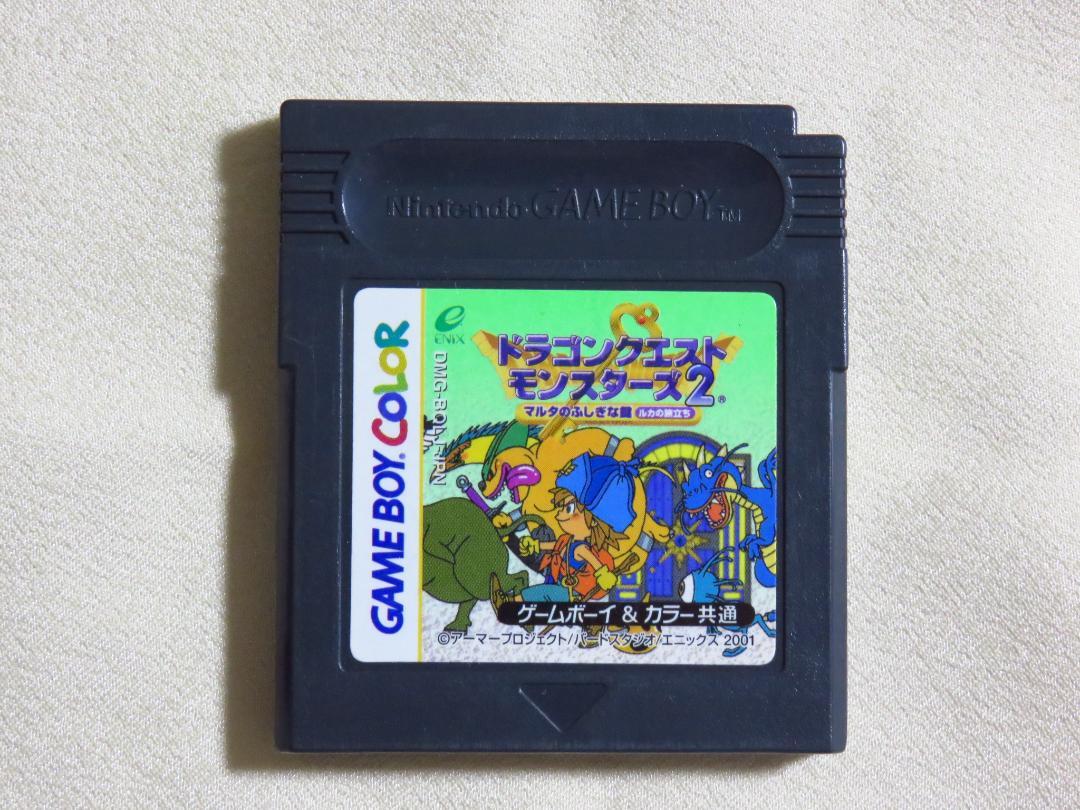 Nintendo GAME BOY TM
GAME BOY COLOR
e
ENIX
DMG-BQLJ-JPN
ドラゴンクエスト
モンスターズ2®
マルタのふしぎな鍵 ルカの旅立ち
ゲームボーイ & カラー共通
©アーマープロジェクト/バードスタジオ/エニックス 2001